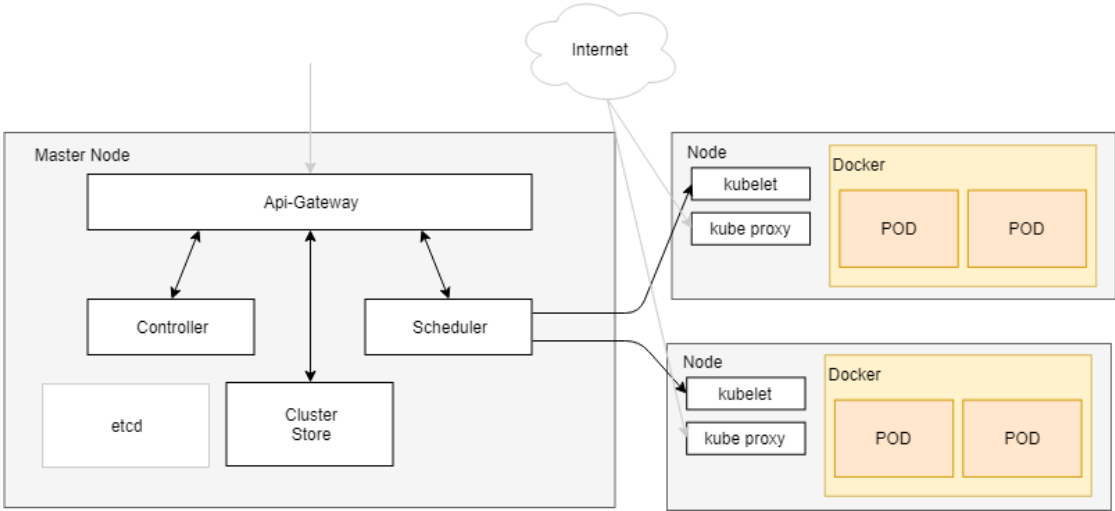 Internet
Master Node
Api-Gateway
Controller
Scheduler
etcd
Cluster
Store
Node
kubelet
kube proxy
Docker
POD
POD
Node
kubelet
kube proxy
Docker
POD
POD